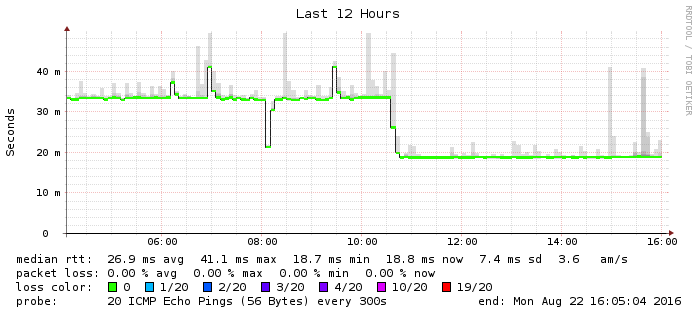 Last 12 Hours
RRDTOOL / TOBI OETIKER
Seconds
40 m
30 m
20 m
10 m
0
06:00 08:00 10:00 12:00 14:00 16:00
median rtt: 26.9 ms avg 41.1 ms max 18.7 ms min 18.8 ms now 7.4 ms sd 3.6 am/s
packet loss: 0.00 % avg 0.00 % max 0.00 % min 0.00 % now
loss color: 0 1/20 2/20 3/20 4/20 10/20 19/20
probe: 20 ICMP Echo Pings (56 Bytes) every 300s end: Mon Aug 22 16:05:04 2016